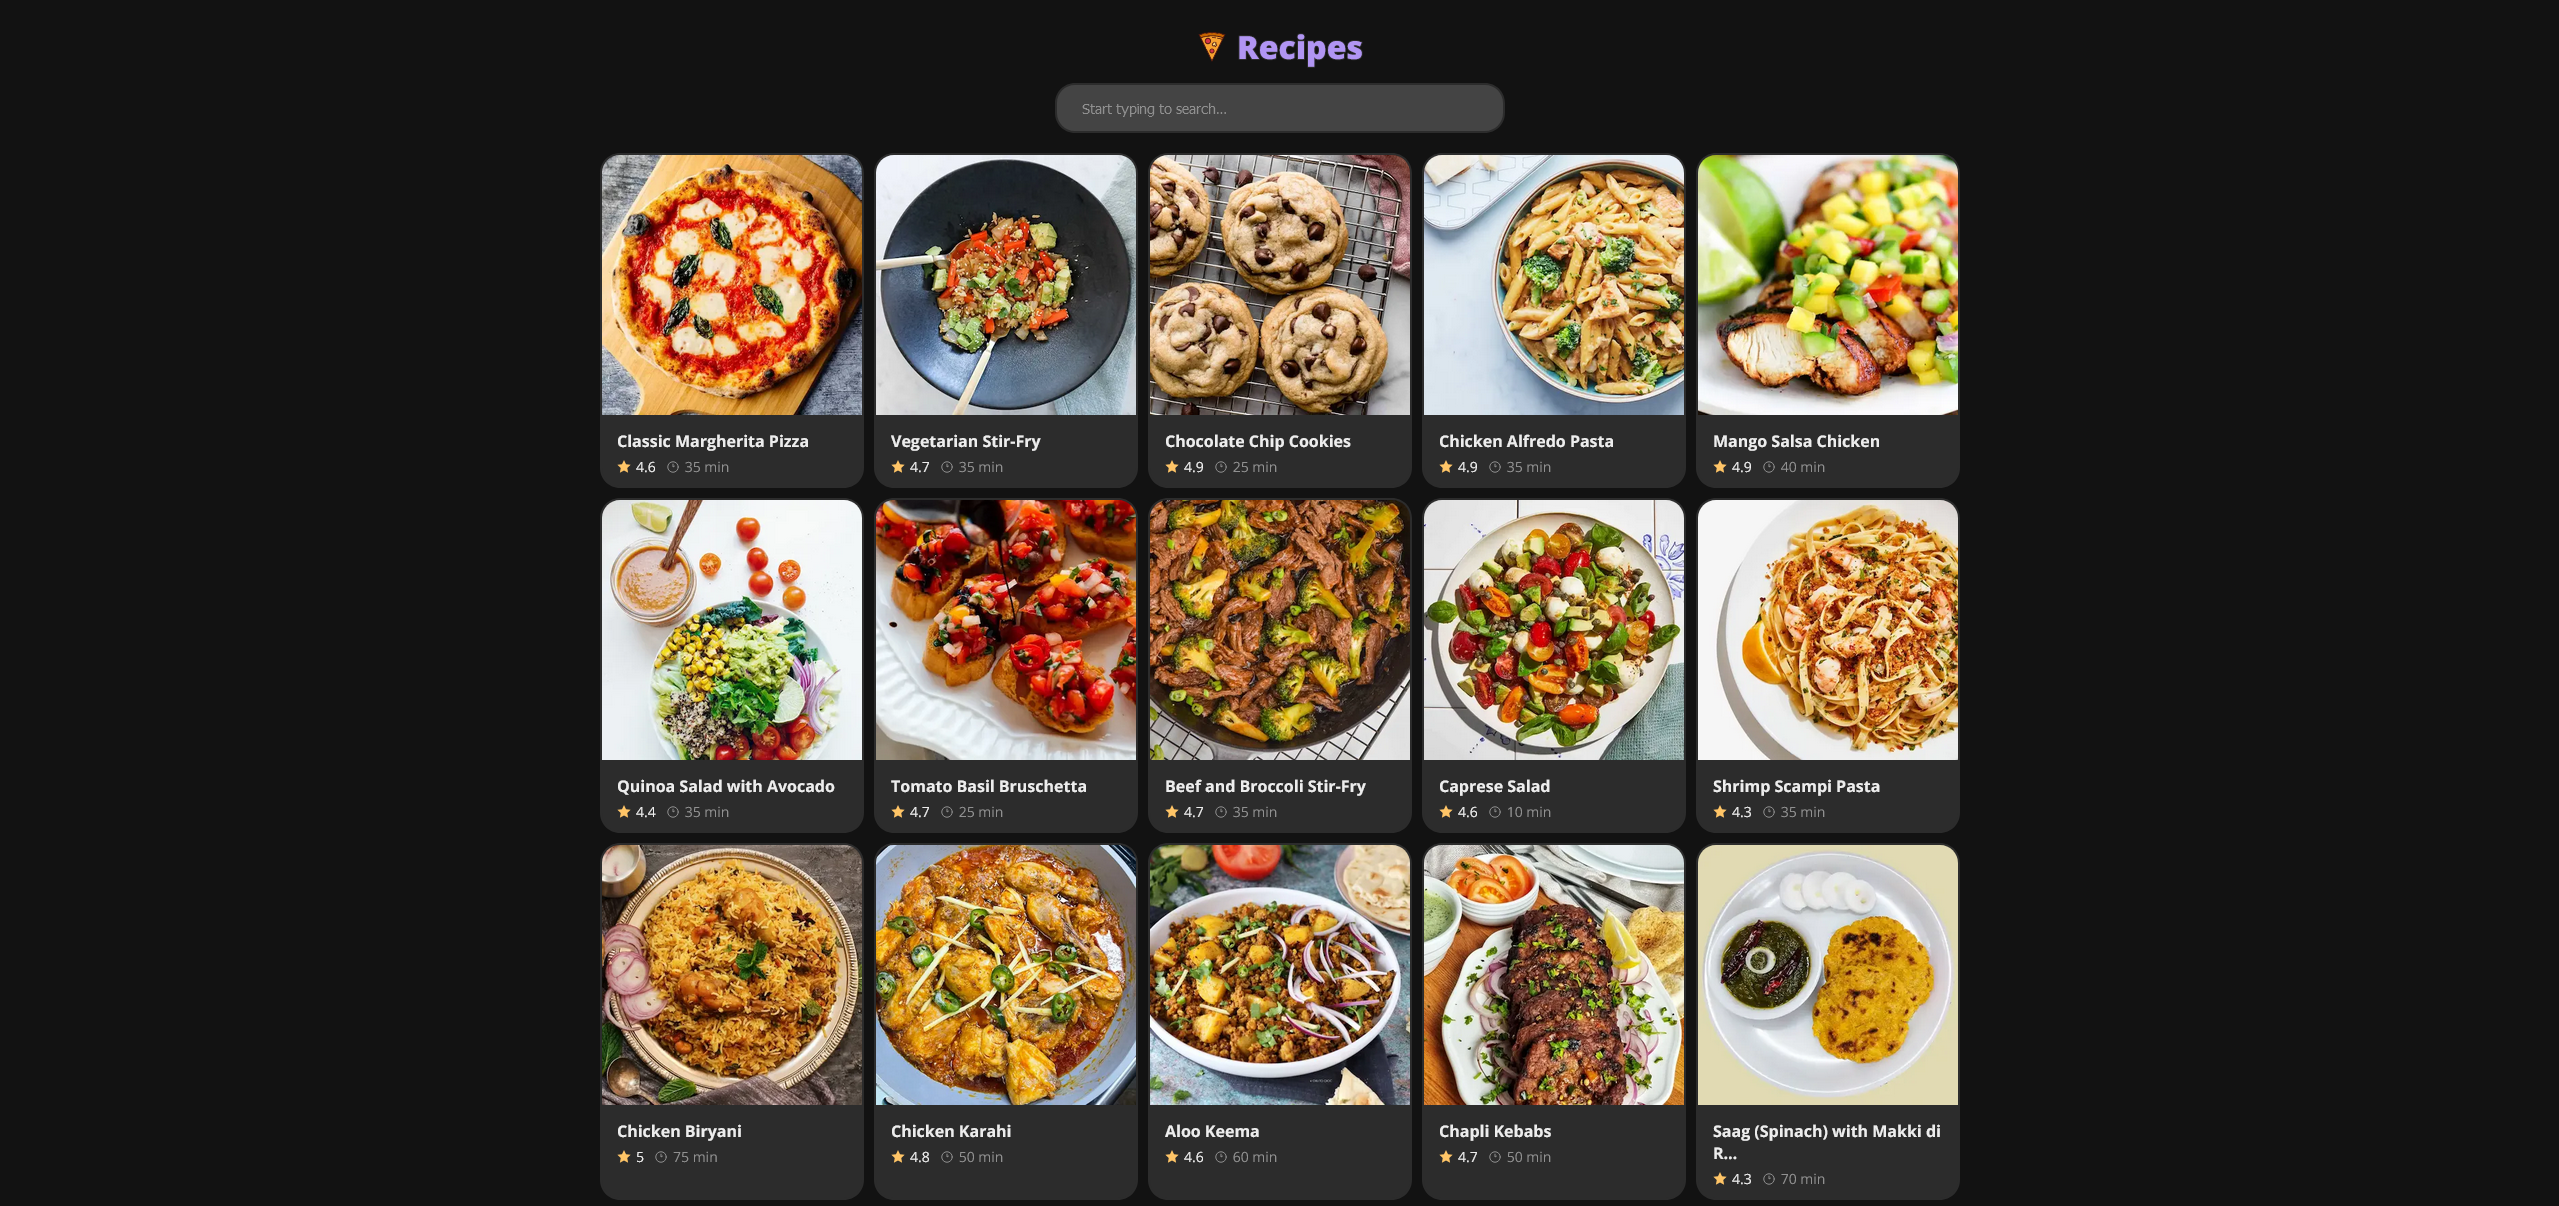 Recipes
Start typing to search...
Classic Margherita Pizza
4.6 35 min
Vegetarian Stir-Fry
4.7 35 min
Chocolate Chip Cookies
4.9 25 min
Chicken Alfredo Pasta
4.9 35 min
Mango Salsa Chicken
4.9 40 min
Quinoa Salad with Avocado
4.4 35 min
Tomato Basil Bruschetta
4.7 25 min
Beef and Broccoli Stir-Fry
4.7 35 min
Caprese Salad
4.6 10 min
Shrimp Scampi Pasta
4.3 35 min
Chicken Biryani
5 75 min
Chicken Karahi
4.8 50 min
Aloo Keema
4.6 60 min
Chapli Kebabs
4.7 50 min
Saag (Spinach) with Makki di
R...
4.3 70 min